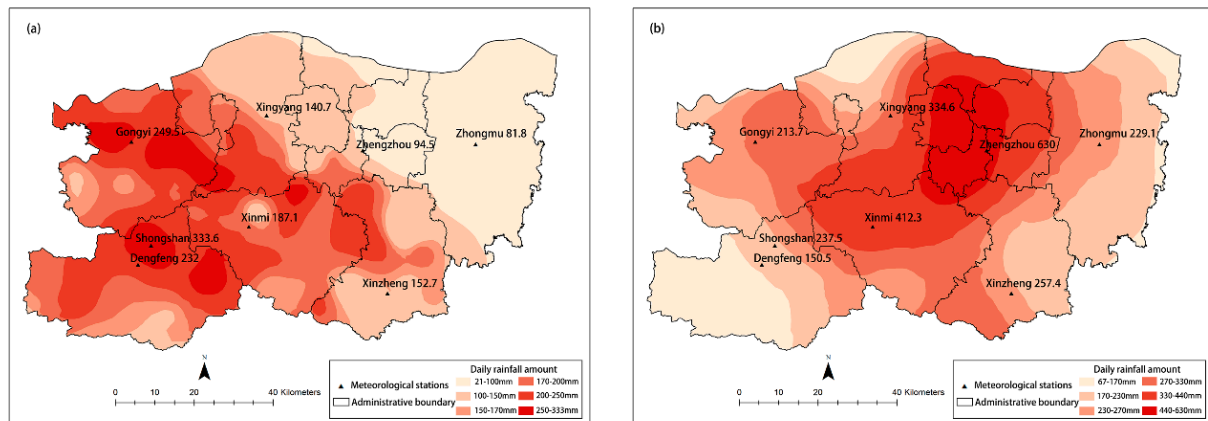 (a)
Xingyang 140.7
Gongyi 249.5
Zhengzhou 94.5
Zhongmu 81.8
Xinmi 187.1
Shongshan 333.6
Dengfeng 232
Xinzheng 152.7
N
0 10 20 40 Kilometers
Meteorological stations
Administrative boundary
Daily rainfall amount
21-100mm 170-200mm
100-150mm 200-250mm
150-170mm 250-333mm
(b)
Xingyang 334.6
Gongyi 213.7
Zhengzhou 630
Zhongmu 229.1
Xinmi 412.3
Shongshan 237.5
Dengfeng 150.5
Xinzheng 257.4
N
0 10 20 40 Kilometers
Meteorological stations
Administrative boundary
Daily rainfall amount
67-170mm 270-330mm
170-230mm 330-440mm
230-270mm 440-630mm